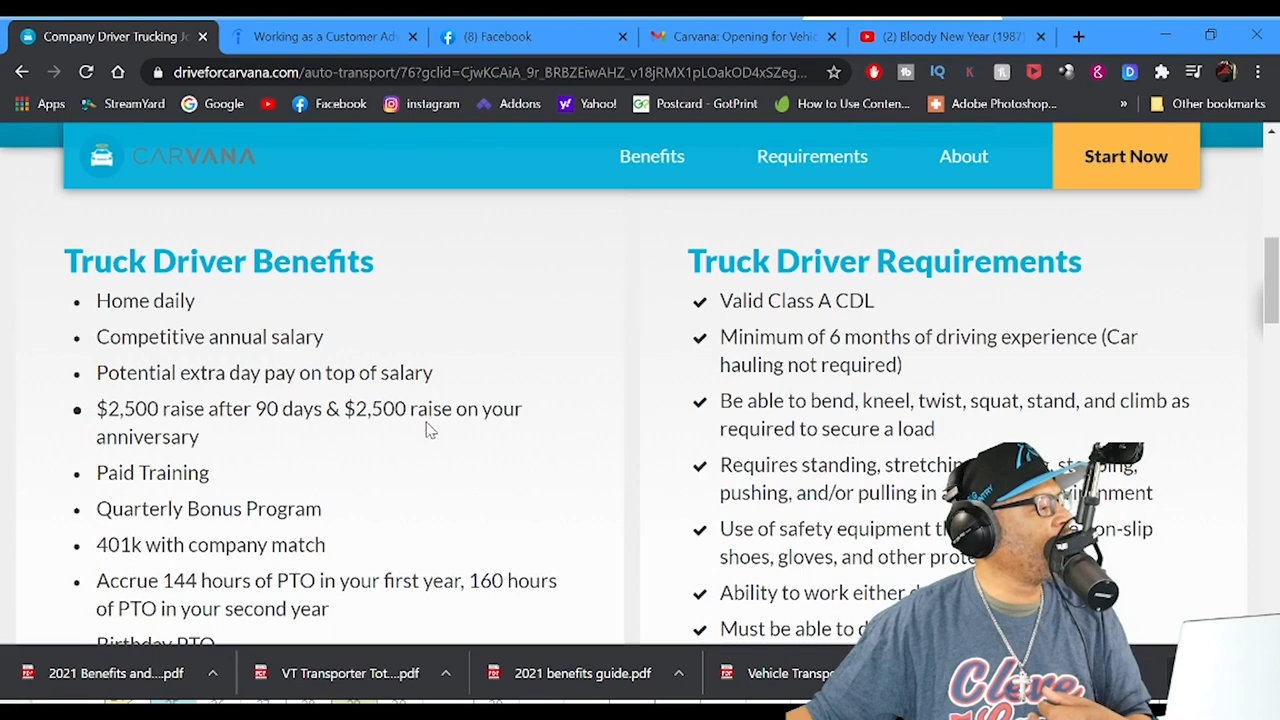 Company Driver Trucking Jo
Working as a Customer Adv
(8) Facebook
Carvana: Opening for Vehic
(2) Bloody New Year (1987)
driveforcarvana.com/auto-transport/76?gclid=CjwKCAiA_9r_BRBZEiwAHZ_v18jRMX1pLOakOD4xSZeg...
Apps StreamYard Google Facebook instagram Addons Yahoo! Postcard - GotPrint How to Use Conten... Adobe Photoshop... » Other bookmarks
CARVANA
Benefits
Requirements
About
Start Now
Truck Driver Benefits
• Home daily
• Competitive annual salary
• Potential extra day pay on top of salary
• $2,500 raise after 90 days & $2,500 raise on your
anniversary
• Paid Training
• Quarterly Bonus Program
• 401k with company match
• Accrue 144 hours of PTO in your first year, 160 hours
of PTO in your second year
Birthday PTO
Truck Driver Requirements
✔ Valid Class A CDL
✔ Minimum of 6 months of driving experience (Car
hauling not required)
✔ Be able to bend, kneel, twist, squat, stand, and climb as
required to secure a load
✔ Requires standing,
pushing, and/or pulling in
✔ Use of safety equipment
shoes, gloves, and other
✔ Ability to work either
✔ Must be able to
2021 Benefits and....pdf
VT Transporter Tot....pdf
2021 benefits guide.pdf
Vehicle